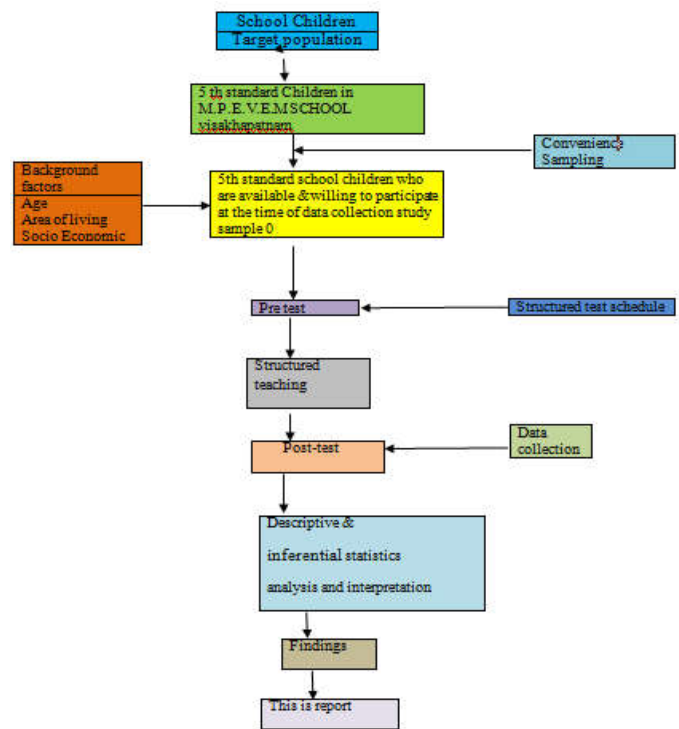 School Children
Target population
5 th standard Children in
M.P.E.V.E.M SCHOOL
visakhapatnam
Convenience
Sampling
Background
factors
Age
Area of living
Socio Economic
5th standard school children who
are available &willing to participate
at the time of data collection study
sample 0
Pre test
Structured test schedule
Structured
teaching
Post-test
Data
collection
Descriptive &
inferential statistics
analysis and interpretation
Findings
This is report